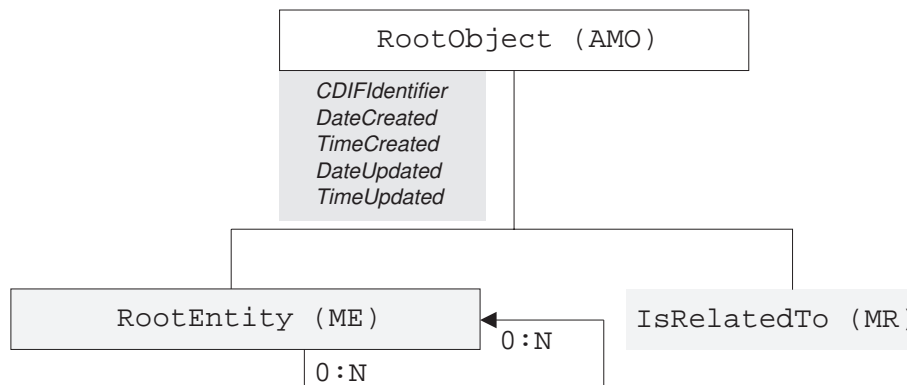 RootObject (AMO)
CDIFIdentifier
DateCreated
TimeCreated
DateUpdated
TimeUpdated
RootEntity (ME)
IsRelatedTo (MR)
0:N
0:N